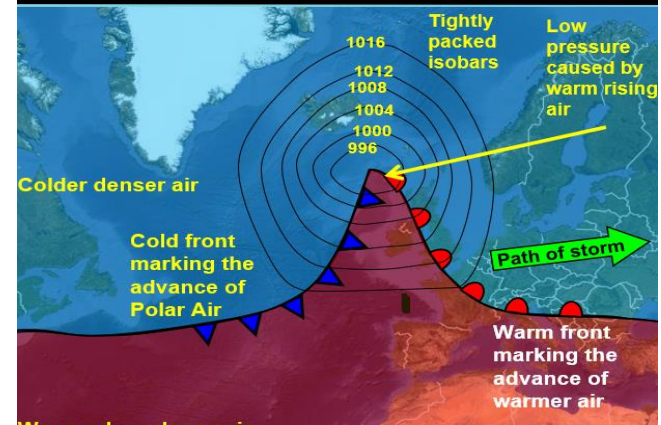 Tightly
packed
isobars
Low
pressure
caused by
warm rising
air
1016
1012
1008
1004
1000
996
Colder denser air
Cold front
marking the
advance of
Polar Air
Path of storm
Warm front
marking the
advance of
warmer air